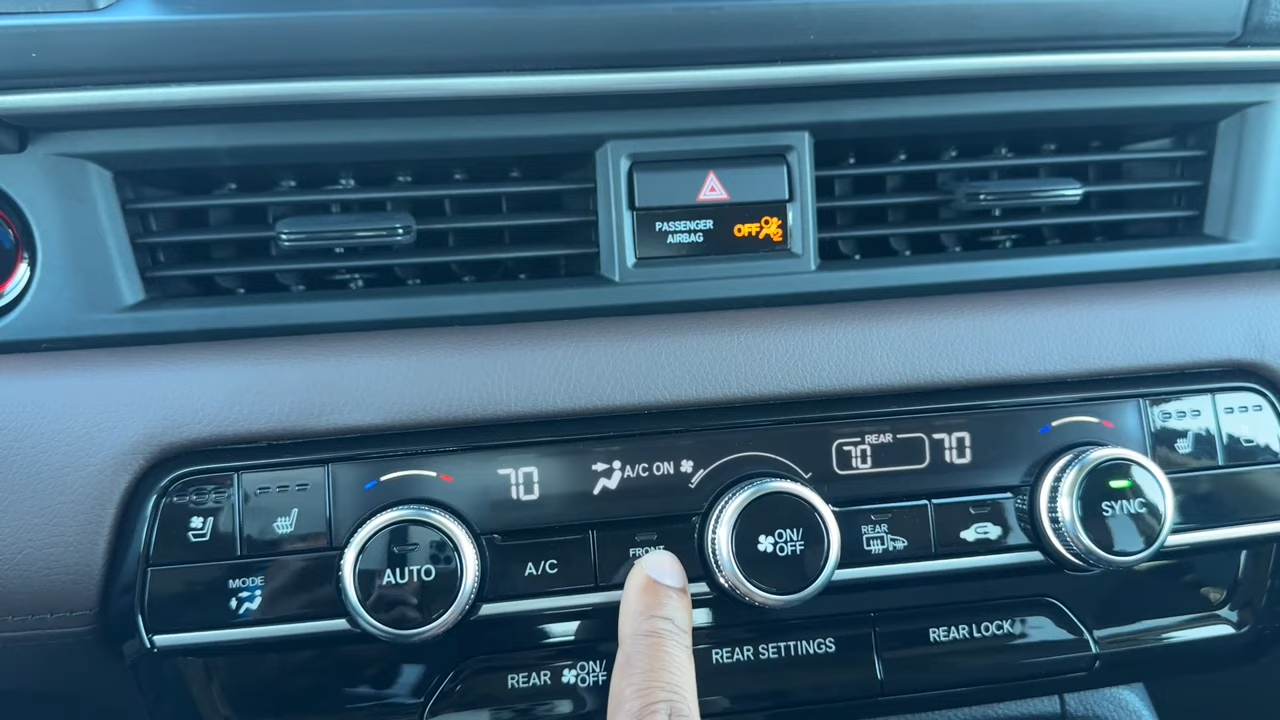 PASSENGER
AIRBAG
OFF
2
70
A/C ON
REAR
70
70
AUTO
MODE
A/C
FRONT
ON/
OFF
REAR
SYNC
REAR
ON/
OFF
REAR SETTINGS
REAR LOCK